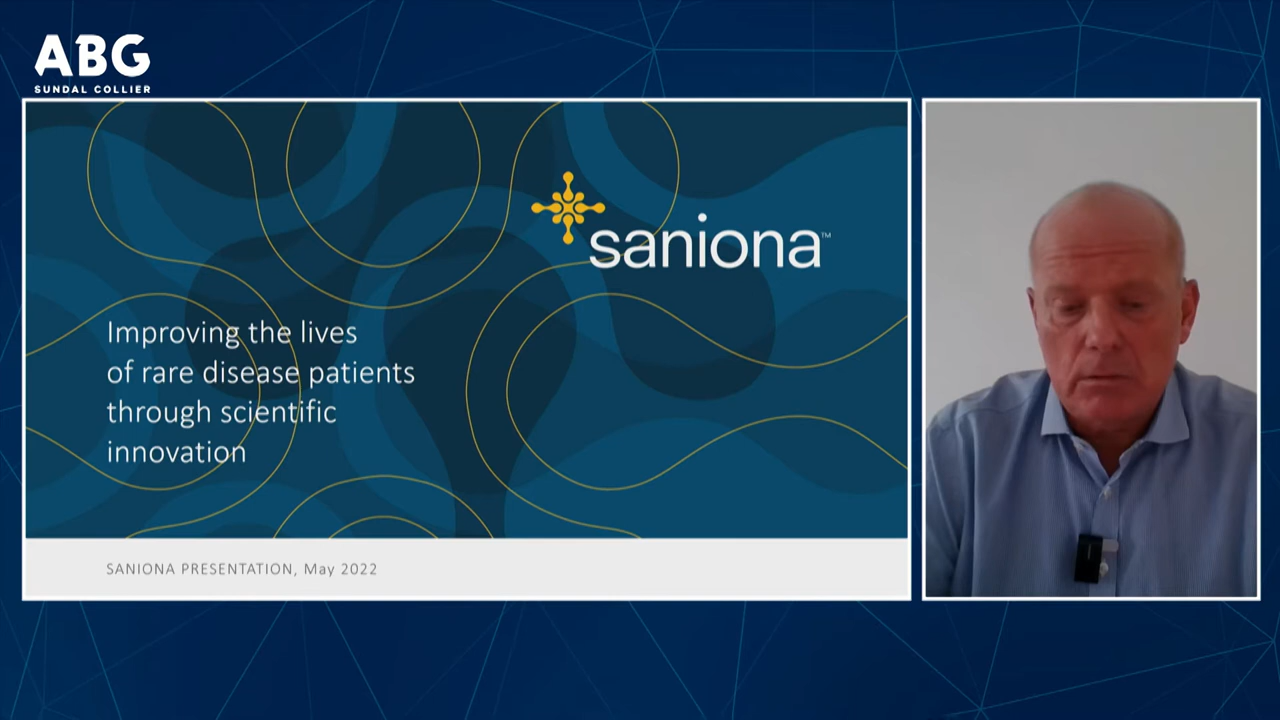 ABG
SUNDAL COLLIER
saniona™
Improving the lives
of rare disease patients
through scientific
innovation
SANIONA PRESENTATION, May 2022